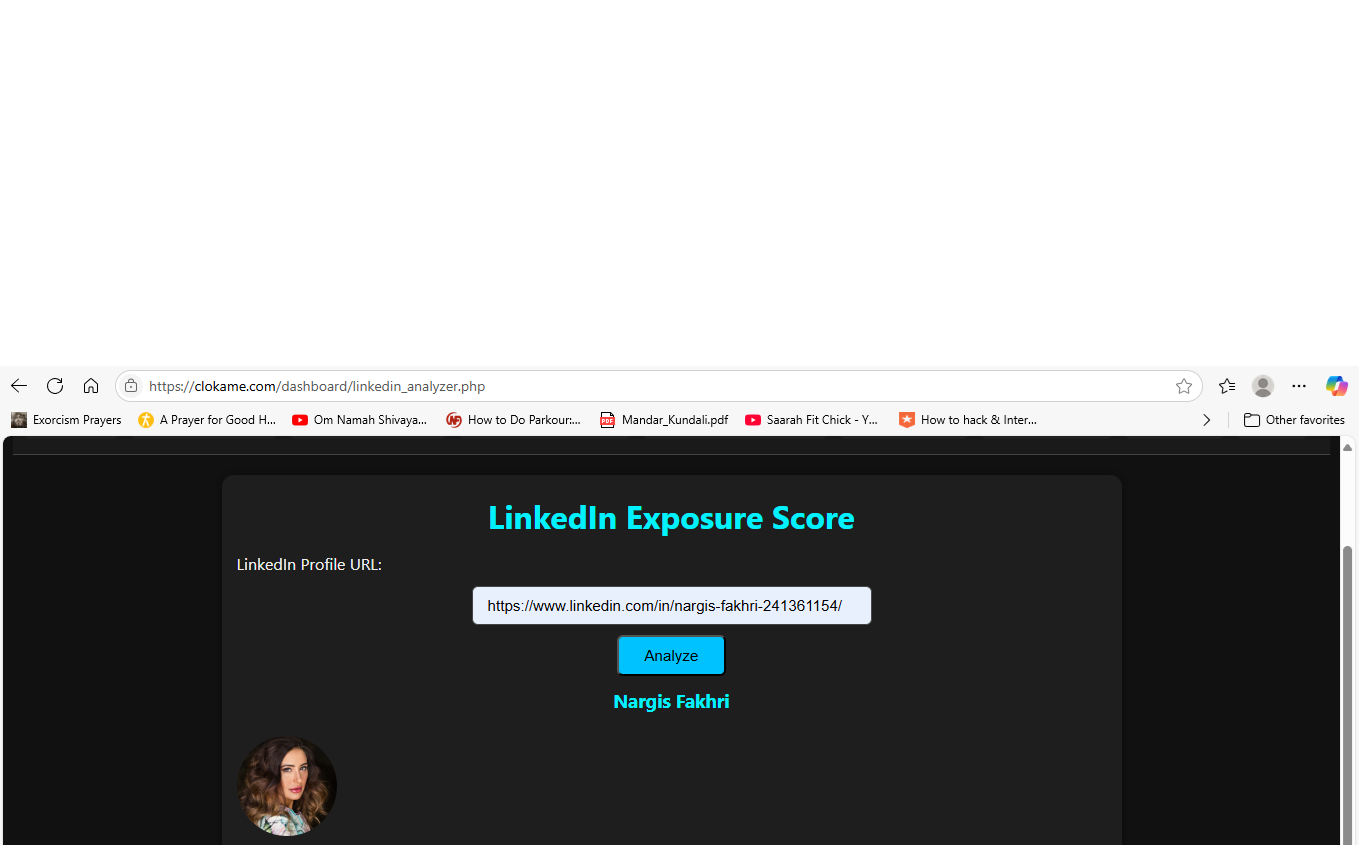 https://clokame.com/dashboard/linkedin_analyzer.php
Exorcism Prayers A Prayer for Good H... Om Namah Shivaya... How to Do Parkour:... Mandar_Kundali.pdf Saarah Fit Chick - Y... How to hack & Inter... Other favorites
LinkedIn Exposure Score
LinkedIn Profile URL:
https://www.linkedin.com/in/nargis-fakhri-241361154/
Analyze
Nargis Fakhri